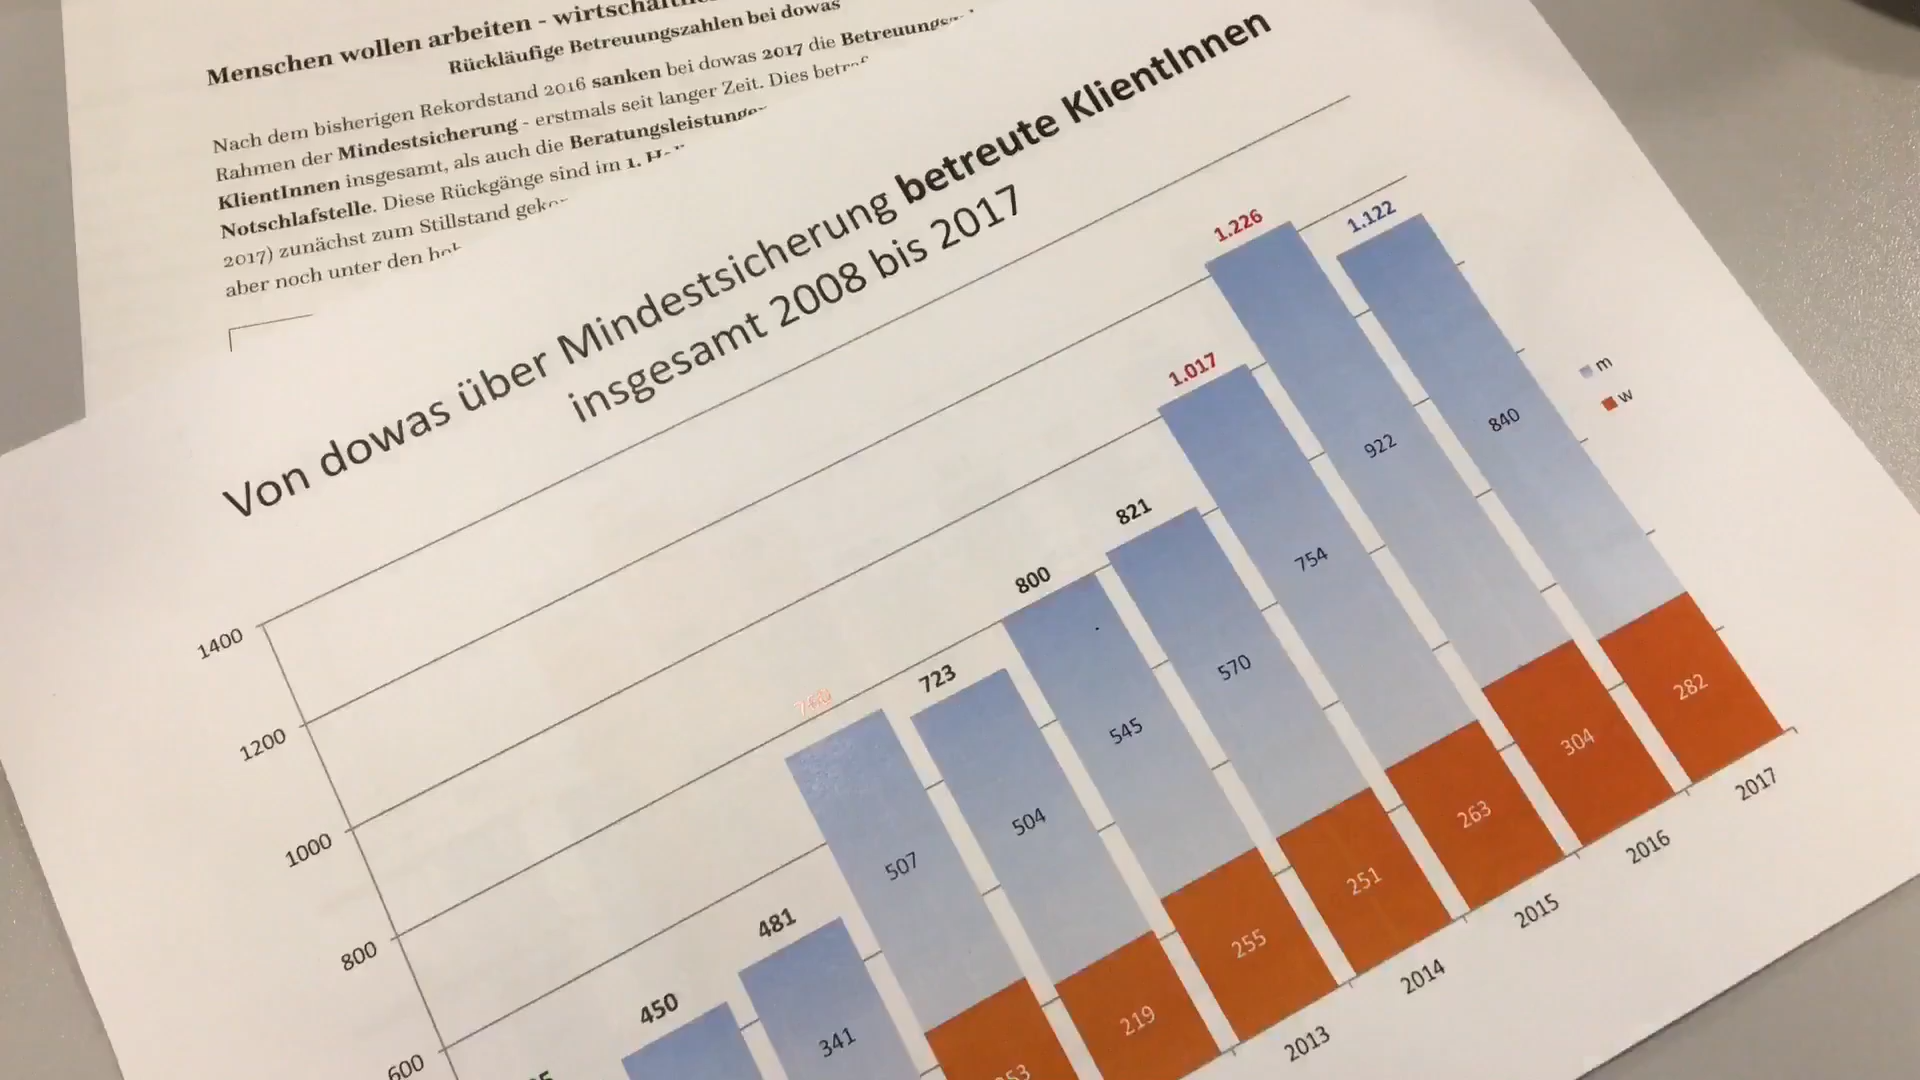 Menschen wollen arbeiten - wirtschaftl
Rückläufige Betreuungszahlen bei dowas
Nach dem bisherigen Rekordstand 2016 sanken bei dowas 2017 die
Rahmen der Mindestsicherung - erstmals seit langer Zeit. Dies
KlientInnen insgesamt, als auch die
Notschlafstelle. Diese Rückgänge sind im 1.
2017) zunächst zum Stillstand
aber noch unter den
Von dowas über Mindestsicherung betreute KlientInnen
insgesamt 2008 bis 2017
1400
1200
1000
800
600
450
481
723
800
821
1.017
1.226
1.122
341
507
504
545
570
754
922
840
219
255
251
263
304
282
2013
2014
2015
2016
2017
m
w